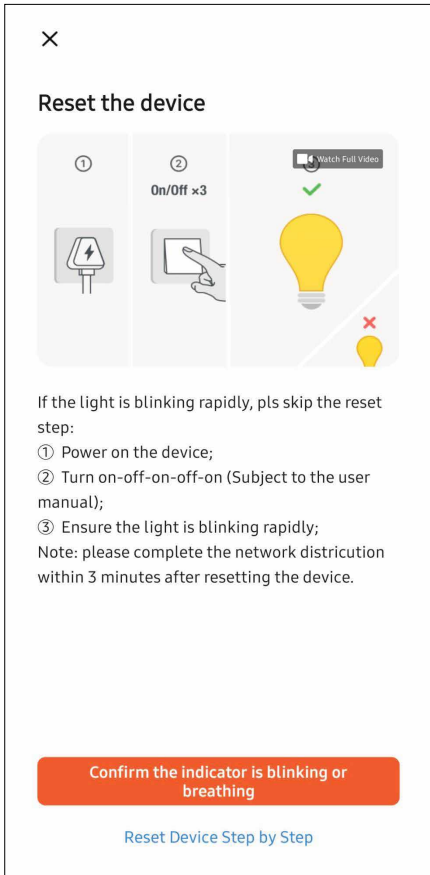 Reset the device
①
②
③
Watch Full Video
On/Off ×3
If the light is blinking rapidly, pls skip the reset
step:
① Power on the device;
② Turn on-off-on-off-on (Subject to the user
manual);
③ Ensure the light is blinking rapidly;
Note: please complete the network districution
within 3 minutes after resetting the device.
Confirm the indicator is blinking or
breathing
Reset Device Step by Step